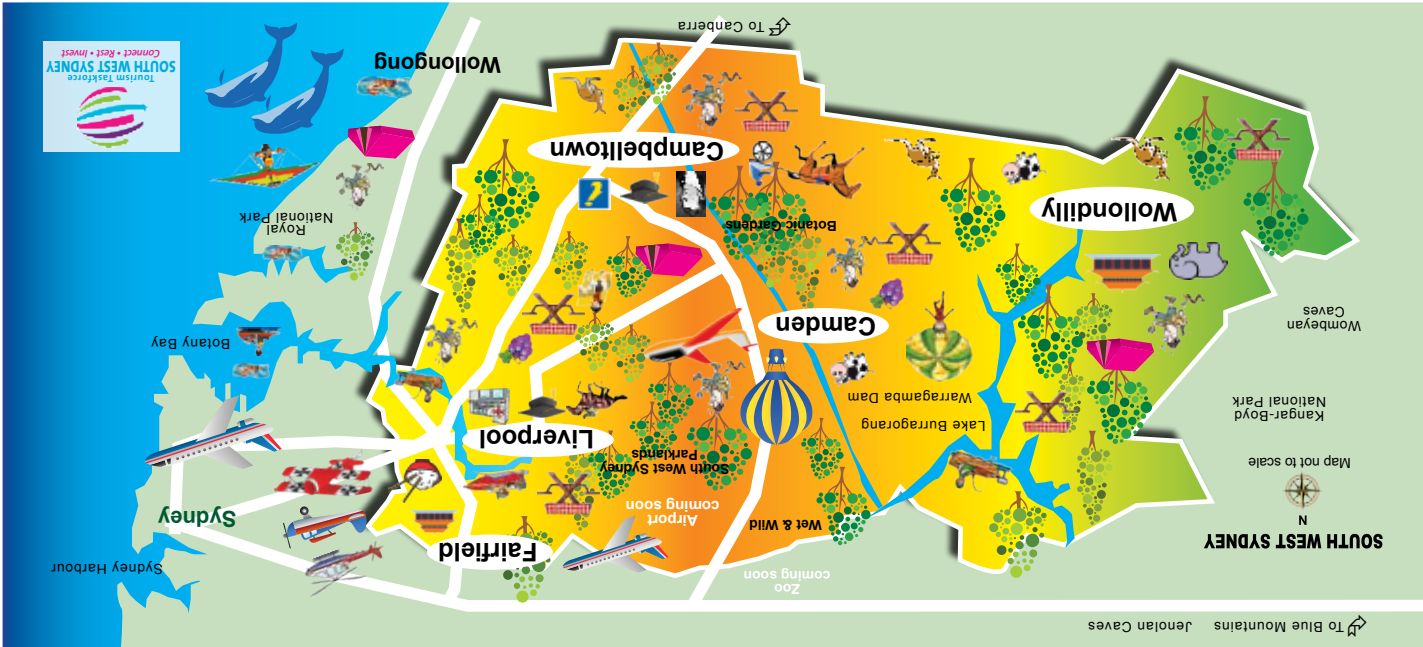 To Blue Mountains Jenolan Caves
SOUTH WEST SYDNEY
N
Map not to scale
Zoo
coming soon
Fairfield
Sydney Harbour
Wet & Wild
Airport
coming soon
Sydney
South West Sydney
Parklands
Liverpool
Kangar-Boyd
National Park
Lake Burragorang
Warragamba Dam
Wombeyan
Caves
Camden
Botany Bay
Wollondilly
Botanic Gardens
Royal
National Park
Campbelltown
Wollongong
Tourism Taskforce
SOUTH WEST SYDNEY
Connect • Rest • Invest
To Canberra